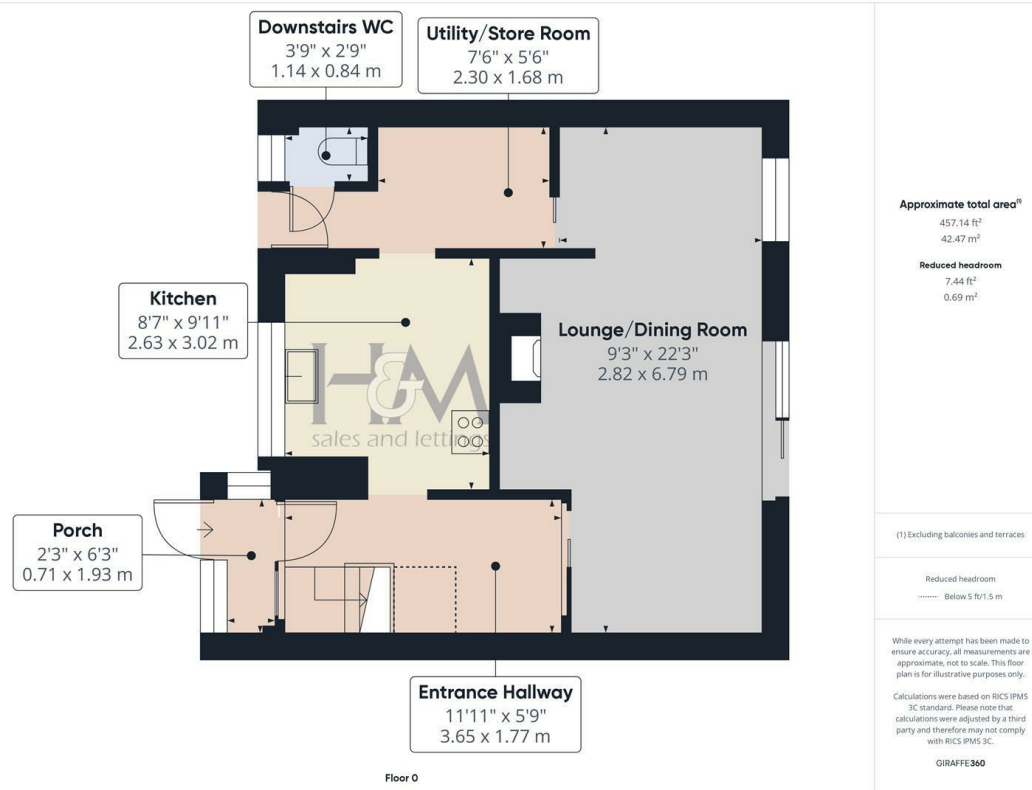 Downstairs WC
3'9" x 2'9"
1.14 x 0.84 m
Utility/Store Room
7'6" x 5'6"
2.30 x 1.68 m
Kitchen
8'7" x 9'11"
2.63 x 3.02 m
Lounge/Dining Room
9'3" x 22'3"
2.82 x 6.79 m
H&M
sales and lettings
Porch
2'3" x 6'3"
0.71 x 1.93 m
Entrance Hallway
11'11" x 5'9"
3.65 x 1.77 m
Floor 0
Approximate total area(1)
457.14 ft²
42.47 m²
Reduced headroom
7.44 ft²
0.69 m²
(1) Excluding balconies and terraces
Reduced headroom
Below 5 ft/1.5 m
While every attempt has been made to
ensure accuracy, all measurements are
approximate, not to scale. This floor
plan is for illustrative purposes only.
Calculations were based on RICS IPMS
3C standard. Please note that
calculations were adjusted by a third
party and therefore may not comply
with RICS IPMS 3C.
GIRAFFE360